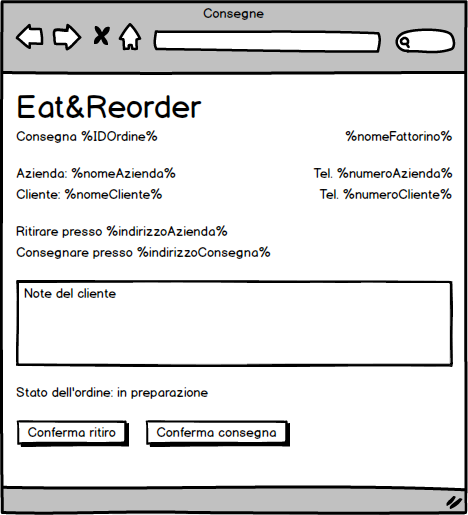 Consegne
Eat&Reorder
Consegna %IDOrdine% %nomeFattorino%
Azienda: %nomeAzienda% Tel. %numeroAzienda%
Cliente: %nomeCliente% Tel. %numeroCliente%
Ritirare presso %indirizzoAzienda%
Consegnare presso %indirizzoConsegna%
Note del cliente
Stato dell'ordine: in preparazione
Conferma ritiro Conferma consegna